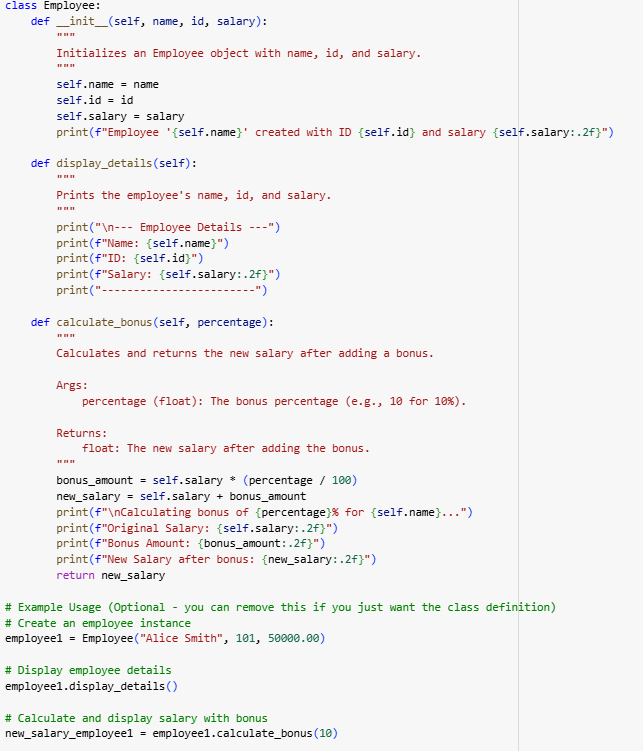 class Employee:
    def __init__(self, name, id, salary):
        """
        Initializes an Employee object with name, id, and salary.
        """
        self.name = name
        self.id = id
        self.salary = salary
        print(f"Employee '{self.name}' created with ID {self.id} and salary {self.salary:.2f}")

    def display_details(self):
        """
        Prints the employee's name, id, and salary.
        """
        print("\n--- Employee Details ---")
        print(f"Name: {self.name}")
        print(f"ID: {self.id}")
        print(f"Salary: {self.salary:.2f}")
        print("------------------------")

    def calculate_bonus(self, percentage):
        """
        Calculates and returns the new salary after adding a bonus.

        Args:
            percentage (float): The bonus percentage (e.g., 10 for 10%).

        Returns:
            float: The new salary after adding the bonus.
        """
        bonus_amount = self.salary * (percentage / 100)
        new_salary = self.salary + bonus_amount
        print(f"\nCalculating bonus of {percentage}% for {self.name}...")
        print(f"Original Salary: {self.salary:.2f}")
        print(f"Bonus Amount: {bonus_amount:.2f}")
        print(f"New Salary after bonus: {new_salary:.2f}")
        return new_salary

# Example Usage (Optional - you can remove this if you just want the class definition)
# Create an employee instance
employee1 = Employee("Alice Smith", 101, 50000.00)

# Display employee details
employee1.display_details()

# Calculate and display salary with bonus
new_salary_employee1 = employee1.calculate_bonus(10)